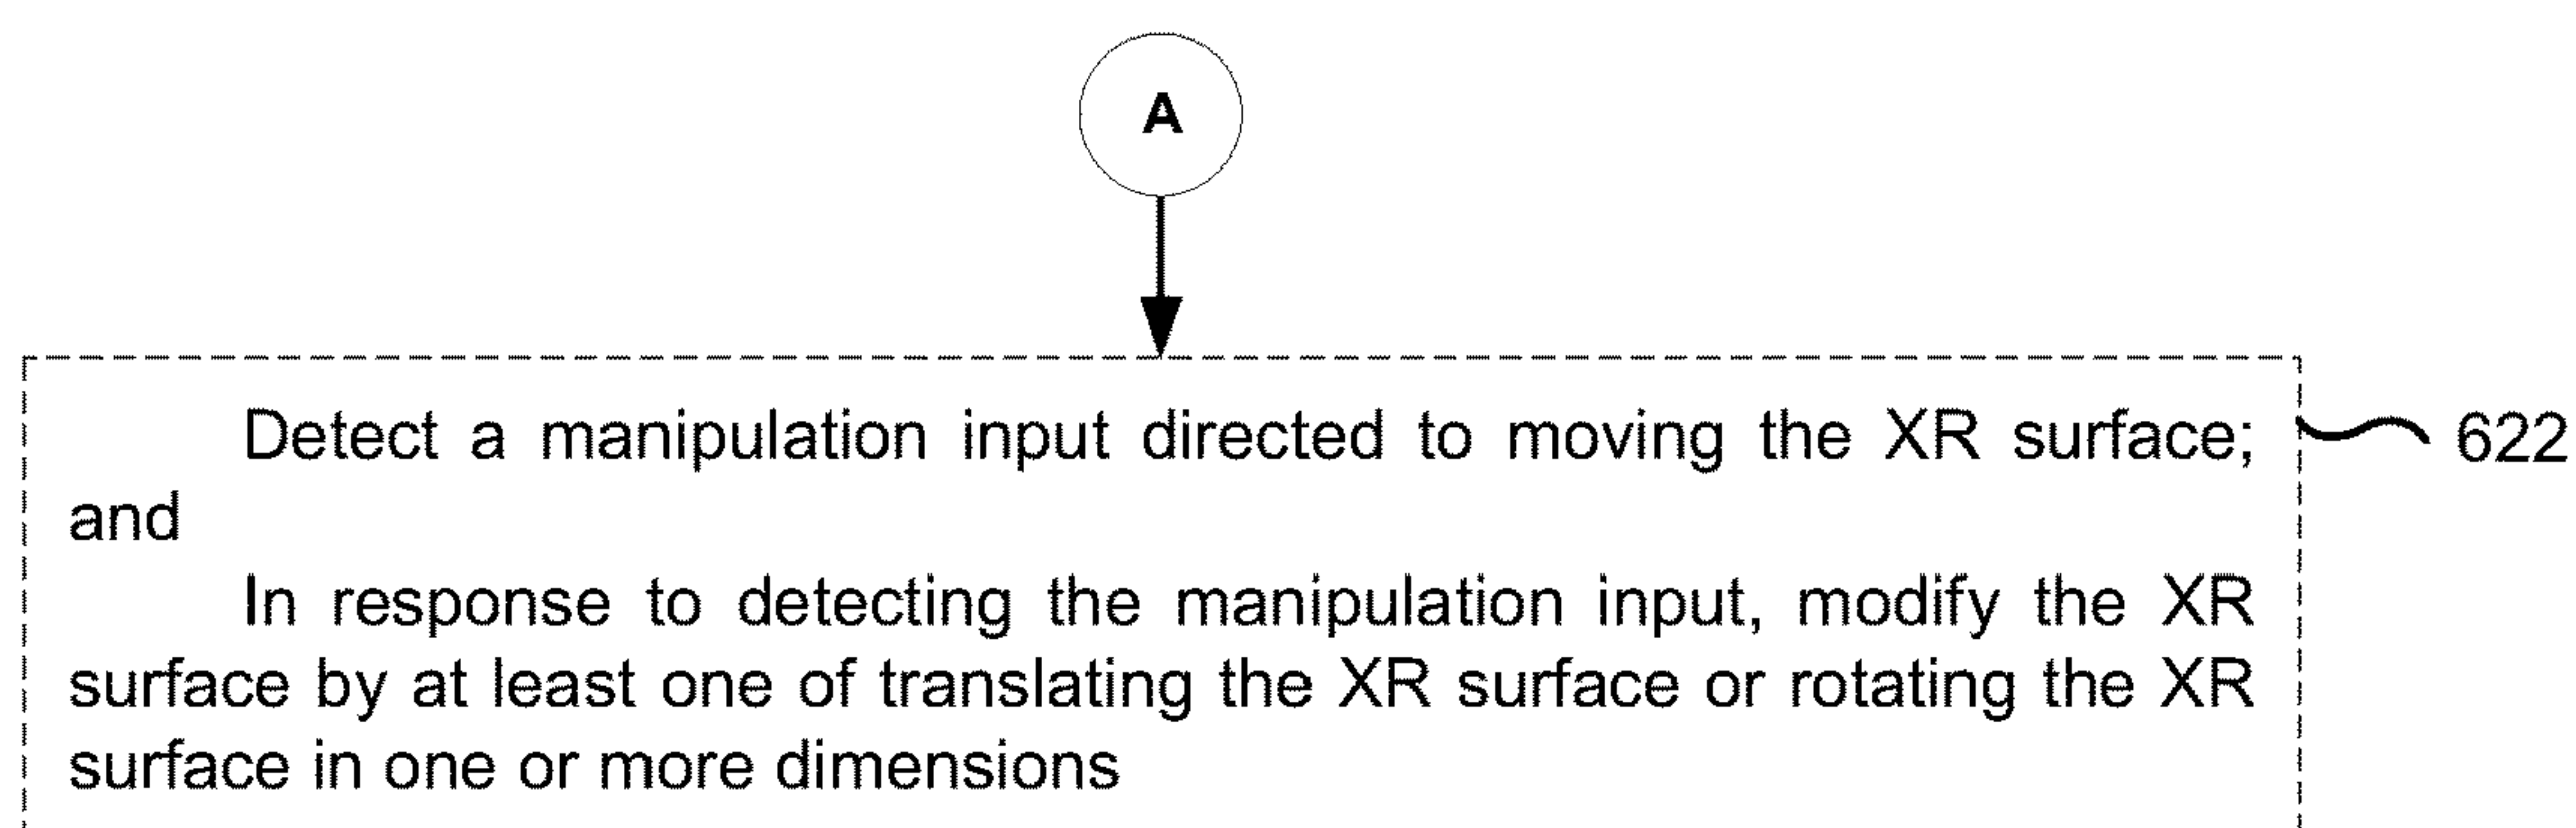 A
Detect a manipulation input directed to moving the XR surface;
622
and
In response to detecting the manipulation input, modify the XR
surface by at least one of translating the XR surface or rotating the XR
surface in one or more dimensions